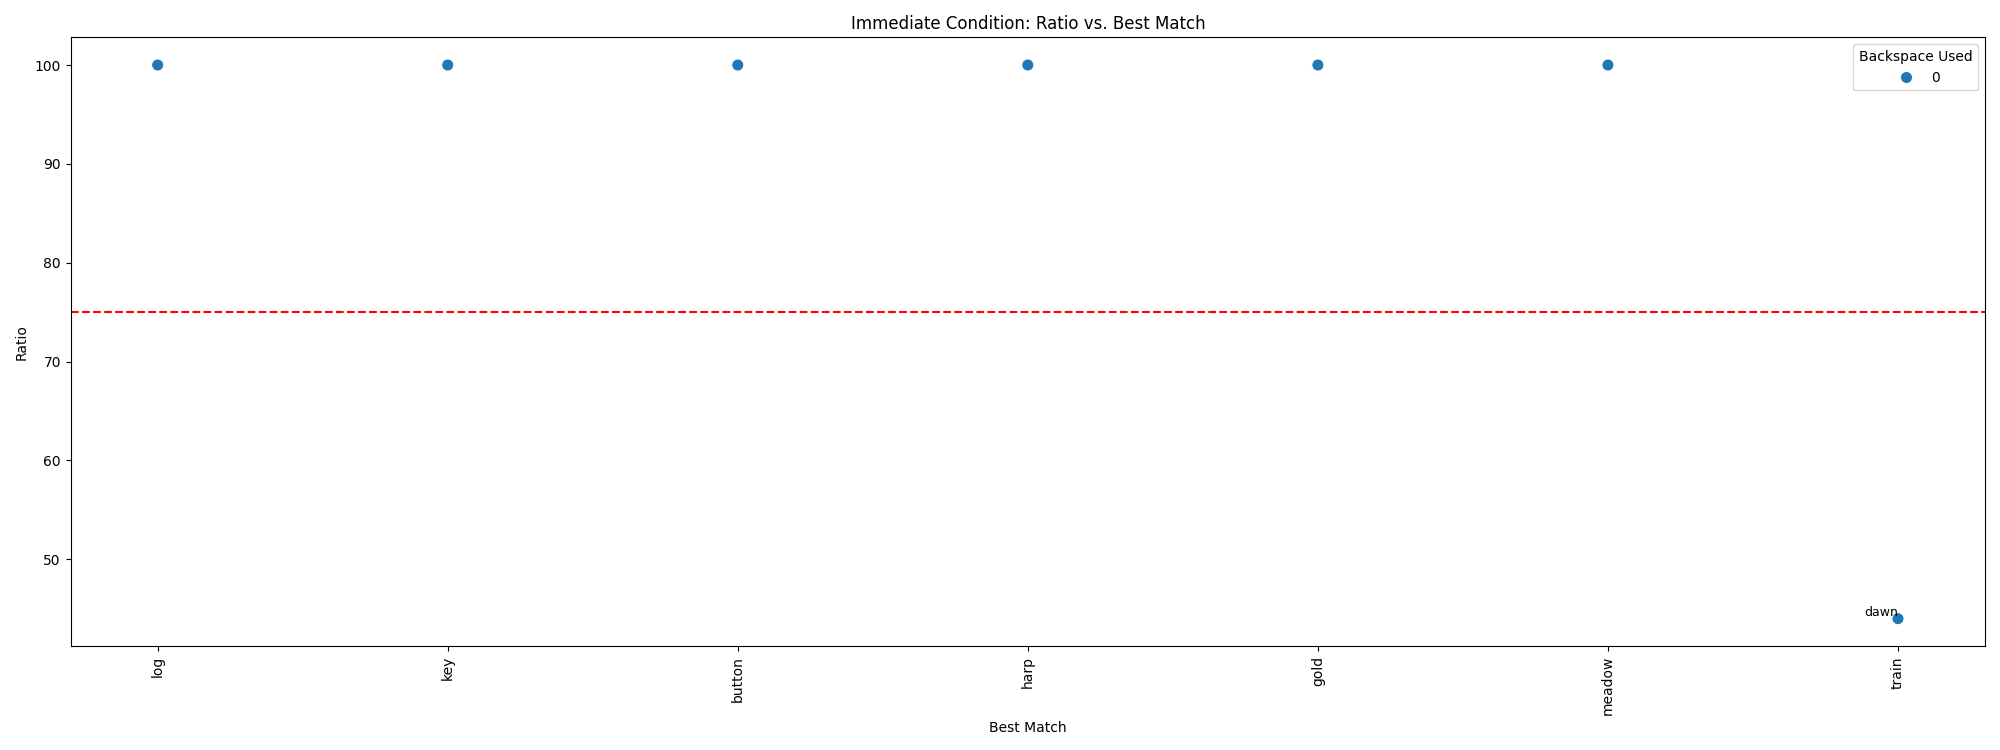 Immediate Condition: Ratio vs. Best Match
Backspace Used
0
100
90
80
70
60
50
Ratio
dawn
log
key
button
harp
gold
meadow
train
Best Match